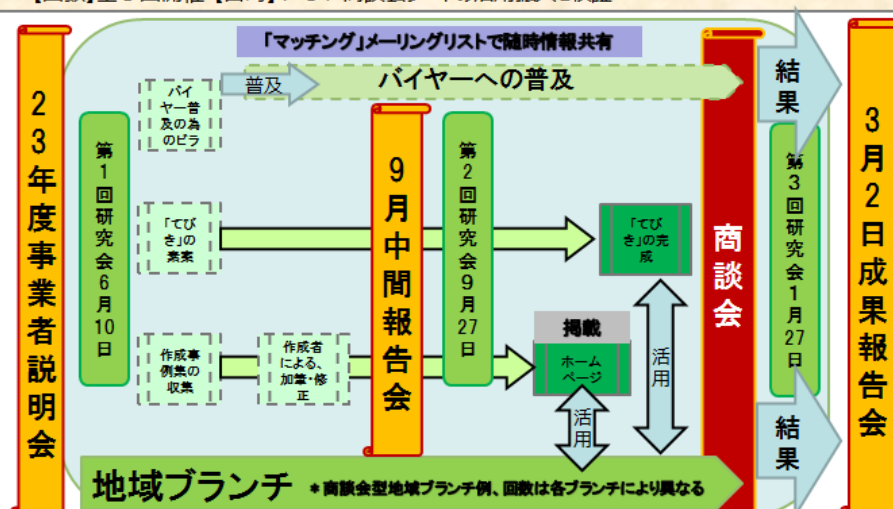 「マッチング」メーリングリストで随時情報共有
23年度事業者説明会
バイ
ヤー普
及の為
のビラ
普及
バイヤーへの普及
結
果
第1回研究会6月10日
9月中間報告会
第2回研究会9月27日
商談会
第3回研究会1月27日
3月2日成果報告会
「てび
き」の
素案
「てび
き」の完
成
掲載
作成事
例集の
収集
作成者
による、
加筆・修
正
ホーム
ページ
活用
活用
結
果
地域ブランチ ＊商談会型地域ブランチ例、回数は各ブランチにより異なる